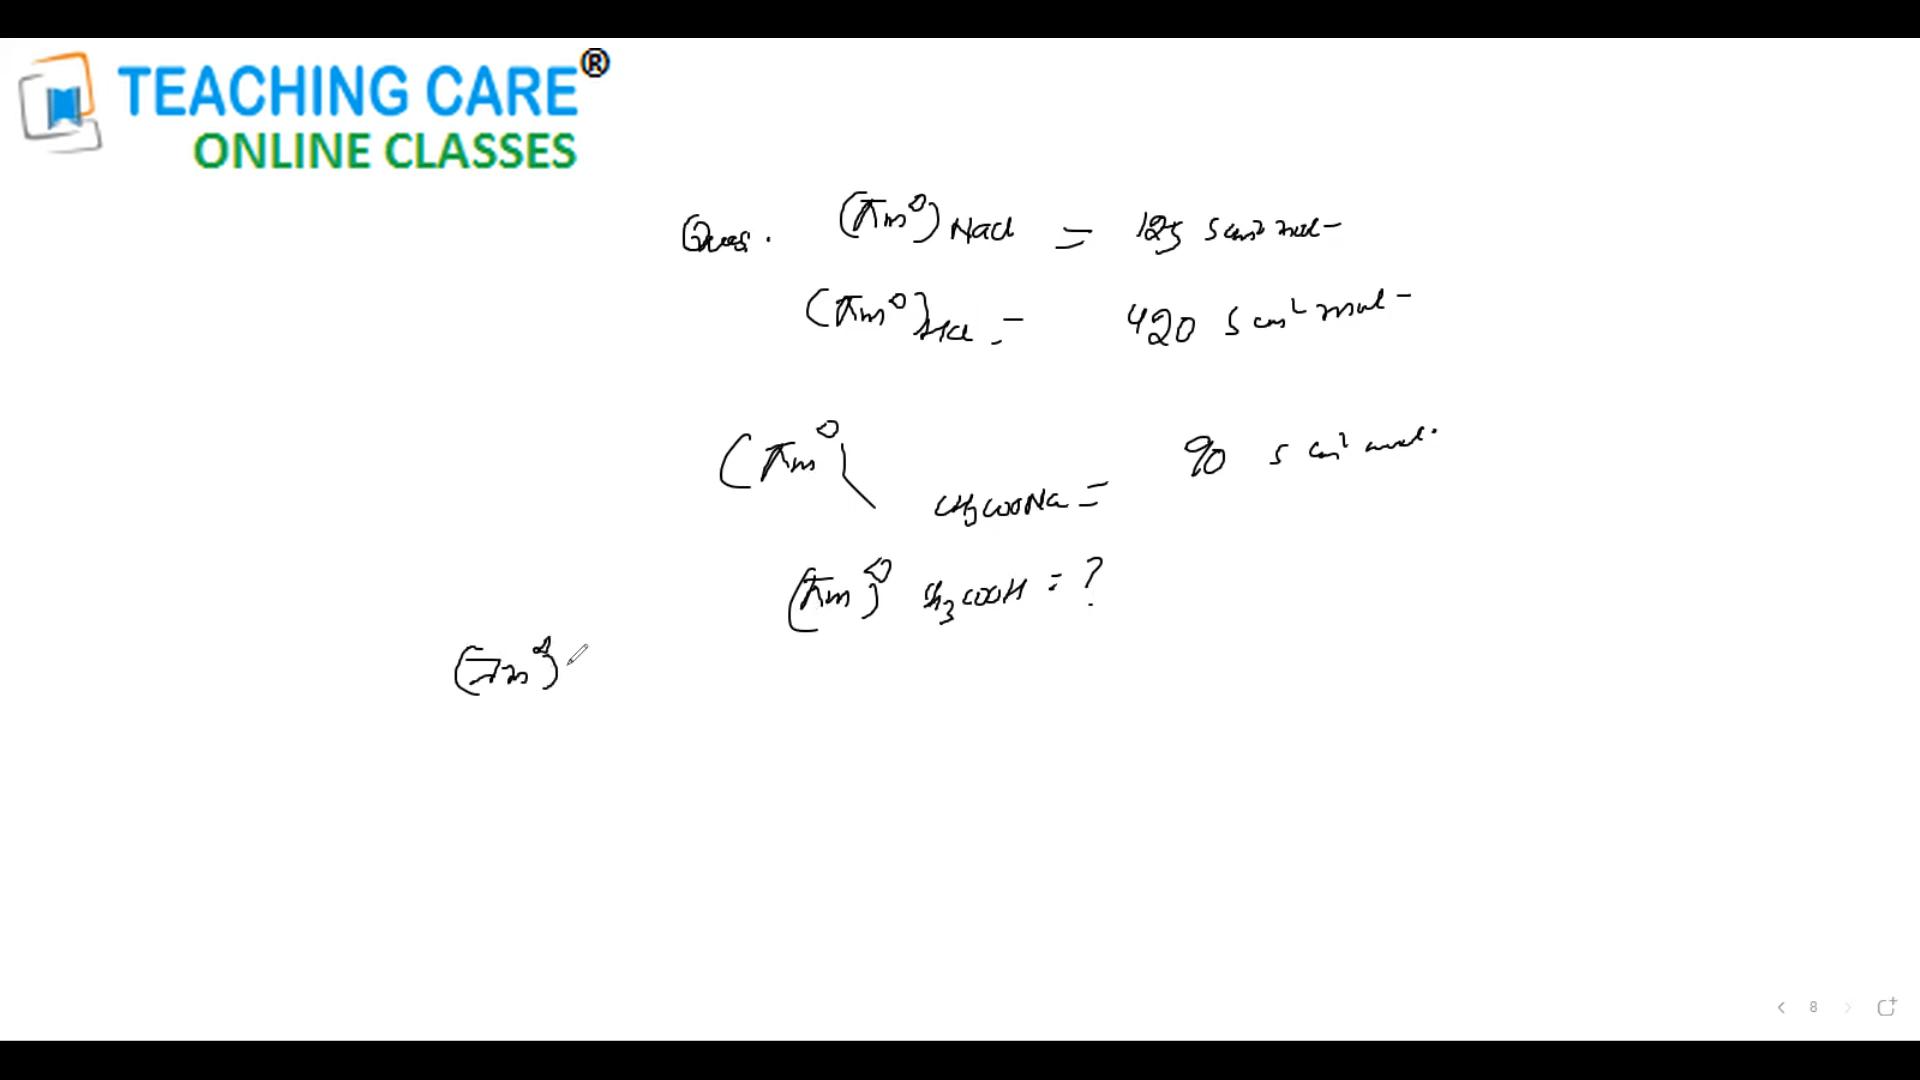 TEACHING CARE®
ONLINE CLASSES
Ques. (λm°) NaCl = 125 S cm² mol–
(λm°) HCl = 420 S cm² mol–
(λm°) CH3COONa = 90 S cm² mol.
(λm)° CH3COOH = ?
(λm°)
8